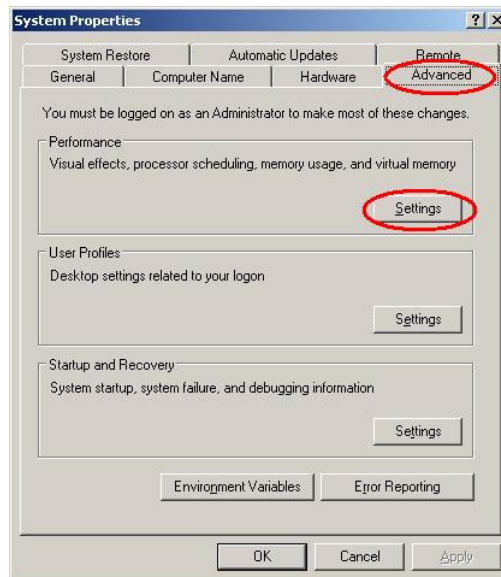 System Properties
System Restore Automatic Updates Remote
General Computer Name Hardware Advanced
You must be logged on as an Administrator to make most of these changes.
Performance
Visual effects, processor scheduling, memory usage, and virtual memory
Settings
User Profiles
Desktop settings related to your logon
Settings
Startup and Recovery
System startup, system failure, and debugging information
Settings
Environment Variables Error Reporting
OK Cancel Apply